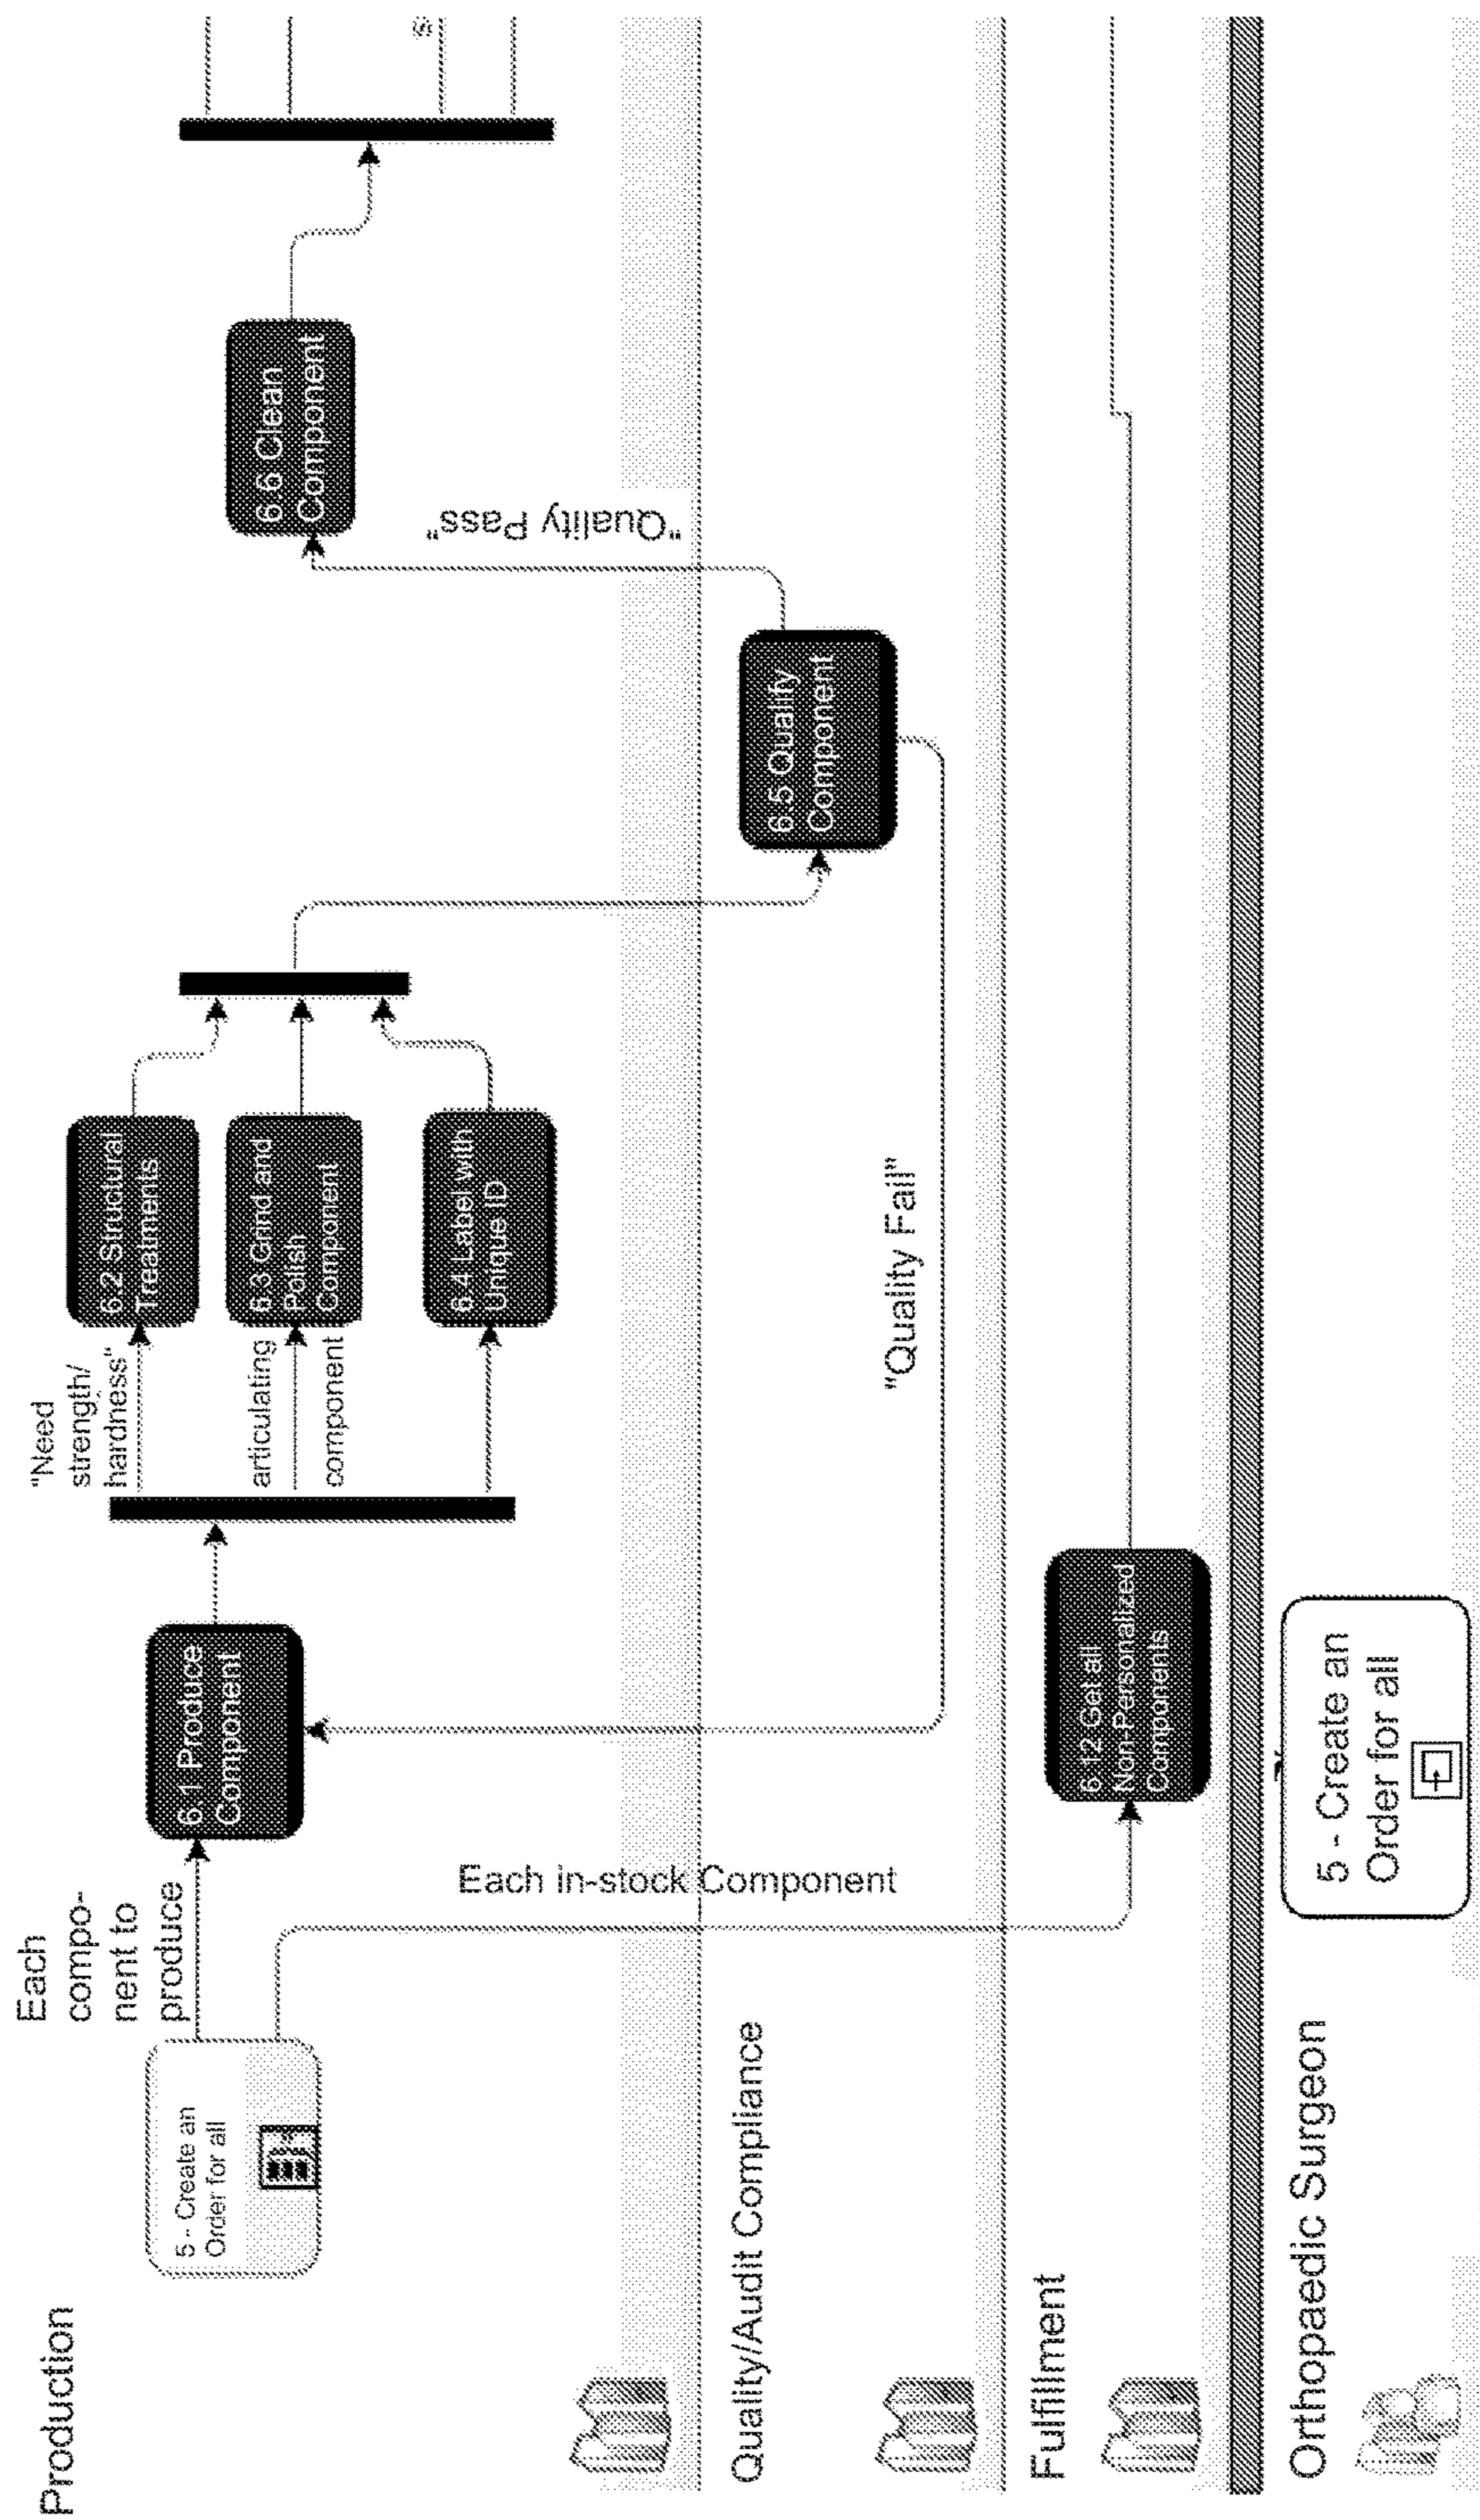 Production
5 - Create an
Order for all
Each
compo-
nent to
produce
6.1 Produce
Component
"Need
strength/
hardness"
6.2 Structural
Treatments
articulating
component
6.3 Grind and
Polish
Component
6.4 Label with
Unique ID
6.6 Clean
Component
"Quality Pass"
Each in-stock Component
Quality/Audit Compliance
6.5 Qualify
Component
"Quality Fail"
Fulfillment
6.12 Get all
Non-Personalized
Components
Orthopaedic Surgeon
5 - Create an
Order for all